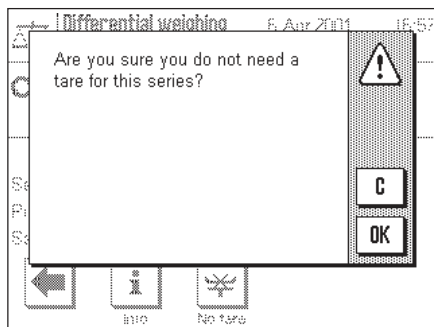 Differential weighing 6. Apr 2001 16:57
Are you sure you do not need a
tare for this series?
C
OK
Info
No tare